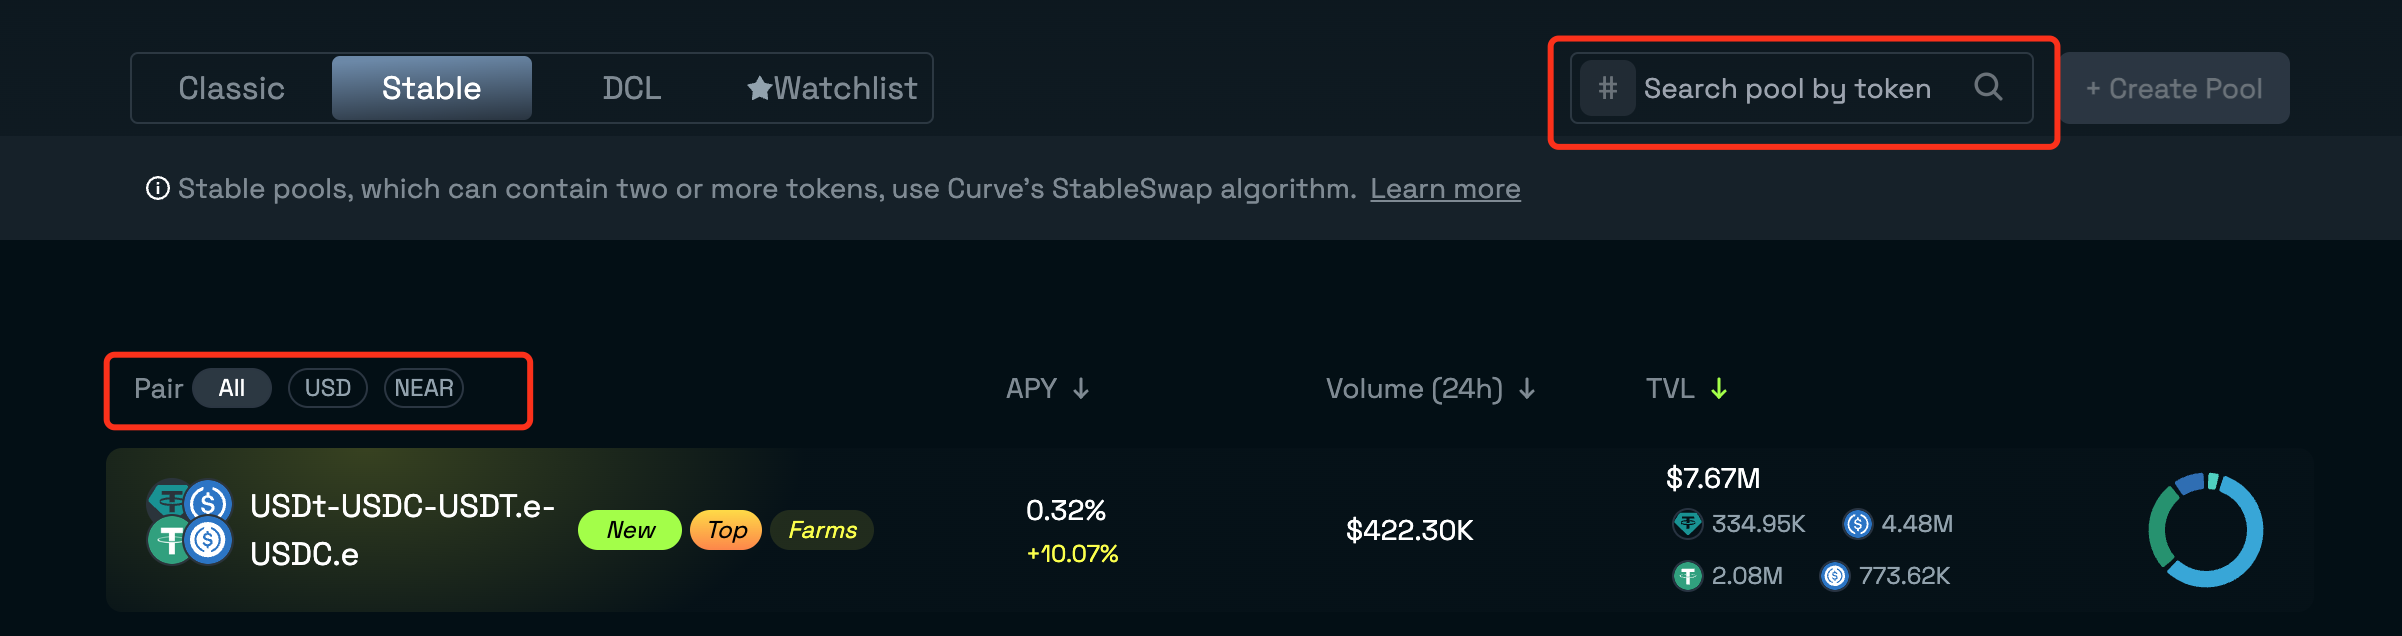 Classic Stable DCL ★Watchlist # Search pool by token + Create Pool
Stable pools, which can contain two or more tokens, use Curve's StableSwap algorithm. Learn more
Pair All USD NEAR APY ↓ Volume (24h) ↓ TVL ↓
USDt-USDC-USDT.e-
USDC.e
New Top Farms
0.32%
+10.07%
$422.30K
$7.67M
334.95K 4.48M
2.08M 773.62K